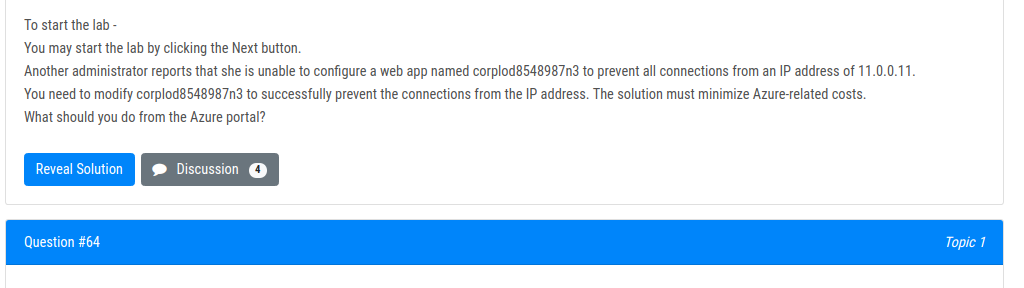 To start the lab -
You may start the lab by clicking the Next button.
Another administrator reports that she is unable to configure a web app named corplod8548987n3 to prevent all connections from an IP address of 11.0.0.11.
You need to modify corplod8548987n3 to successfully prevent the connections from the IP address. The solution must minimize Azure-related costs.
What should you do from the Azure portal?
Reveal Solution
Discussion 4
Question #64
Topic 1